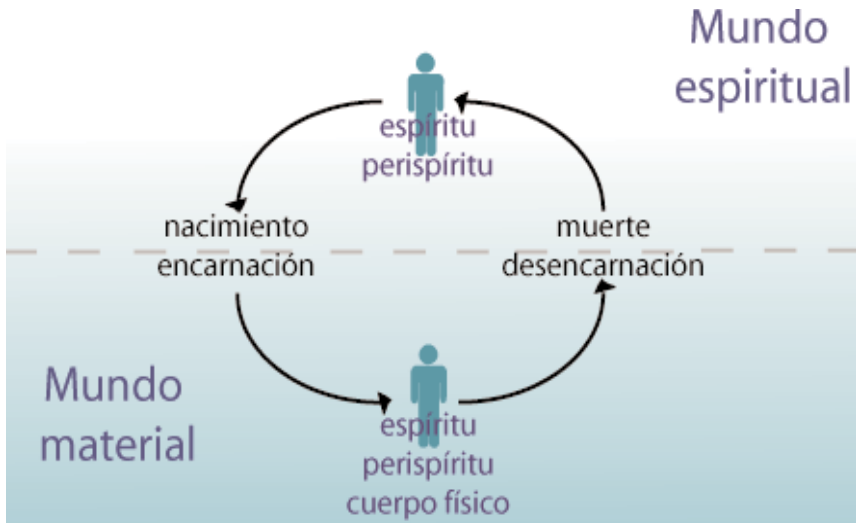 Mundo
espiritual
espíritu
perispíritu
nacimiento
encarnación
muerte
desencarnación
Mundo
material
espíritu
perispíritu
cuerpo físico